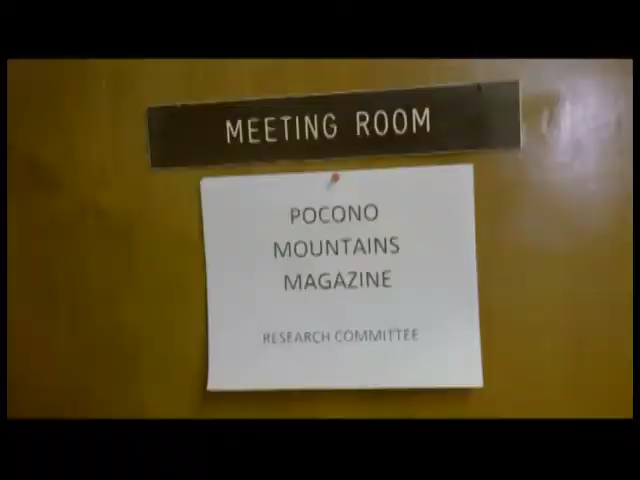 MEETING ROOM
POCONO
MOUNTAINS
MAGAZINE
RESEARCH COMMITTEE